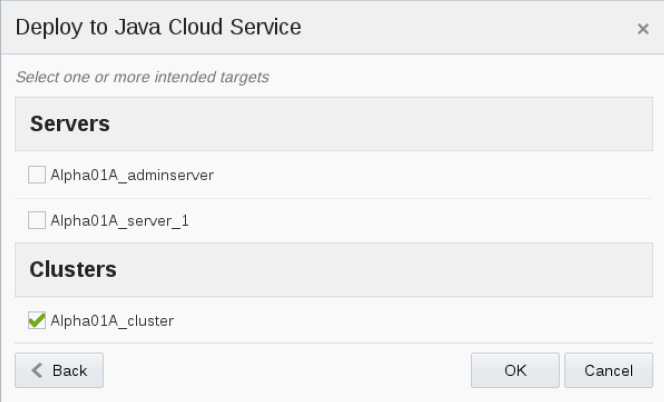 Deploy to Java Cloud Service
×
Select one or more intended targets
Servers
Alpha01A_adminserver
Alpha01A_server_1
Clusters
Alpha01A_cluster
Back OK Cancel